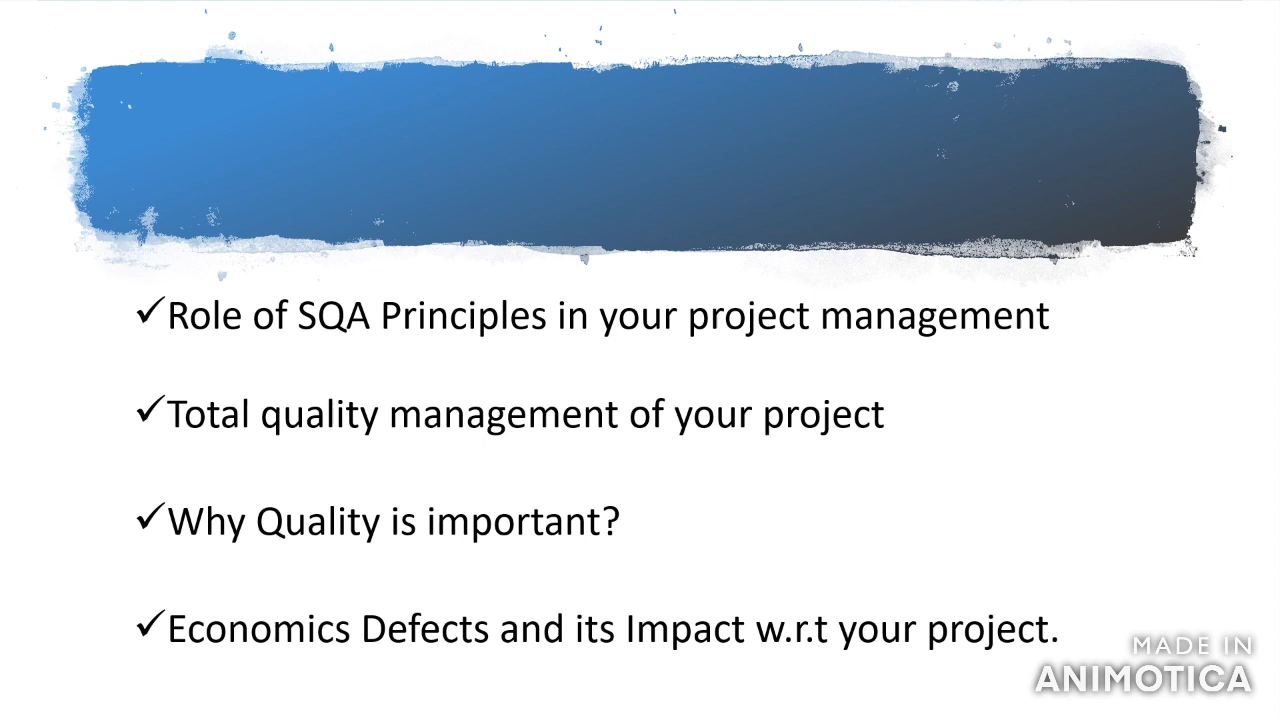 ✓Role of SQA Principles in your project management
✓Total quality management of your project
✓Why Quality is important?
✓Economics Defects and its Impact w.r.t your project.
MADE IN
ANIMOTICA